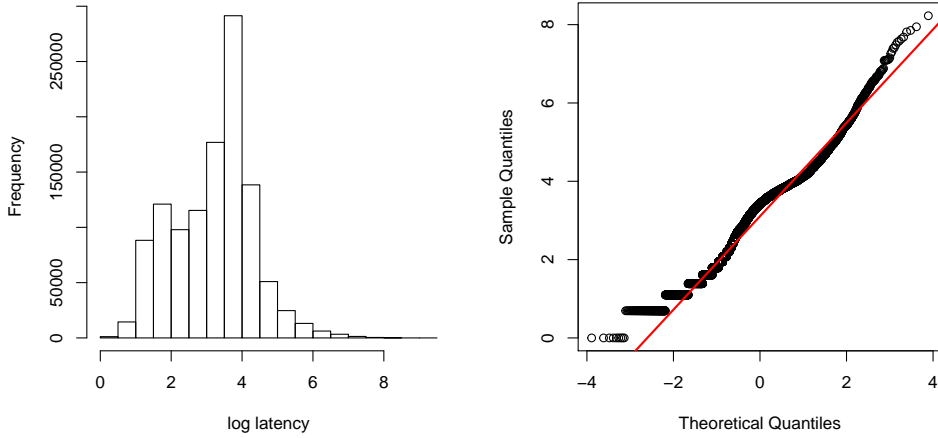 Frequency
0
50000
150000
250000
0 2 4 6 8
log latency
Sample Quantiles
0
2
4
6
8
−4 −2 0 2 4
Theoretical Quantiles